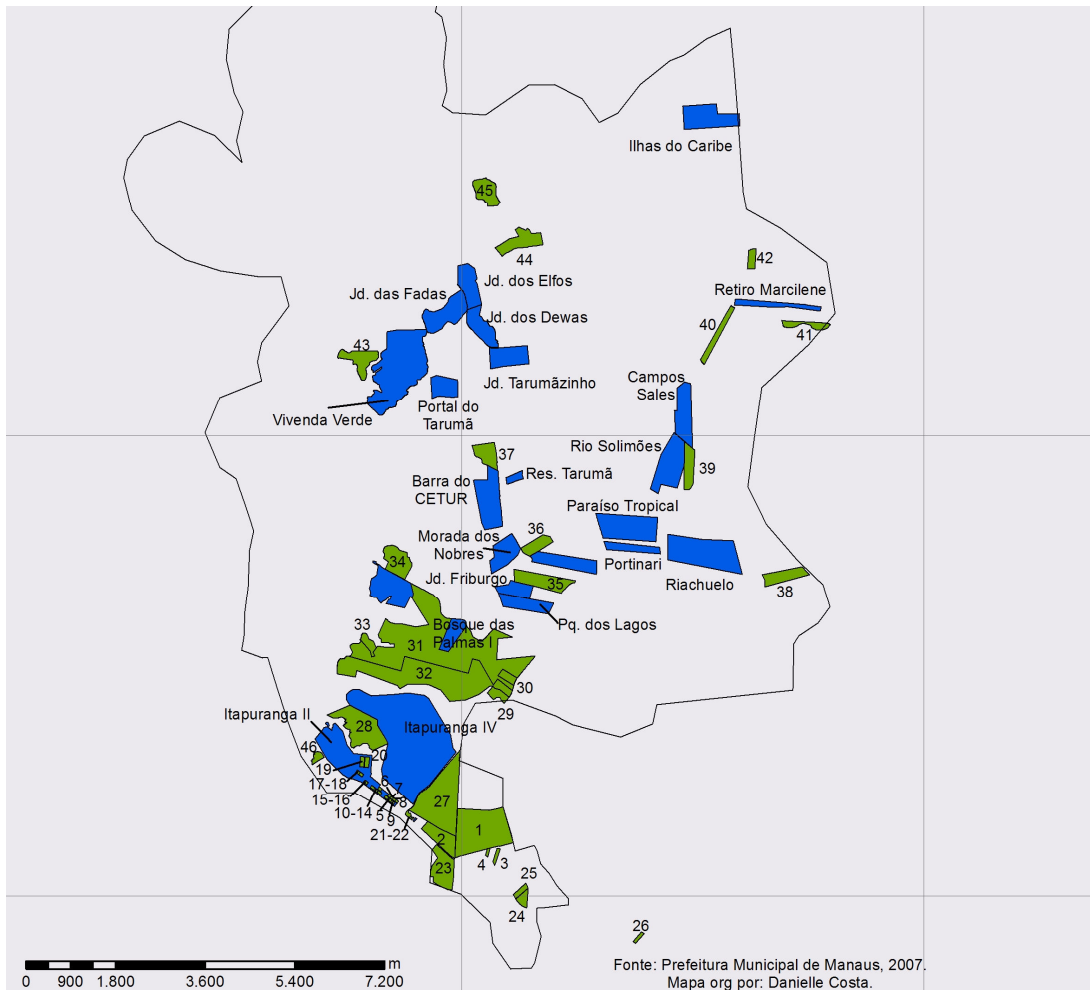 Ilhas do Caribe
45
44
42
Jd. dos Elfos
Jd. das Fadas
Retiro Marcilene
Jd. dos Dewas
40
41
43
Jd. Tarumãzinho
Campos
Sales
Vivenda Verde
Portal do
Tarumã
Rio Solimões
37
39
Barra do
CETUR
Res. Tarumã
Paraíso Tropical
36
Morada dos
Nobres
Portinari
34
Jd. Friburgo
35
Riachuelo
38
33
Bosque das
Palmas I
Pq. dos Lagos
31
32
30
29
Itapuranga II
28
Itapuranga IV
46
20
19
17-18
6
7
15-16
8
10-14
5
9
21-22
27
1
2
4
3
23
25
24
26
m
0
900
1.800
3.600
5.400
7.200
Fonte: Prefeitura Municipal de Manaus, 2007.
Mapa org por: Danielle Costa.